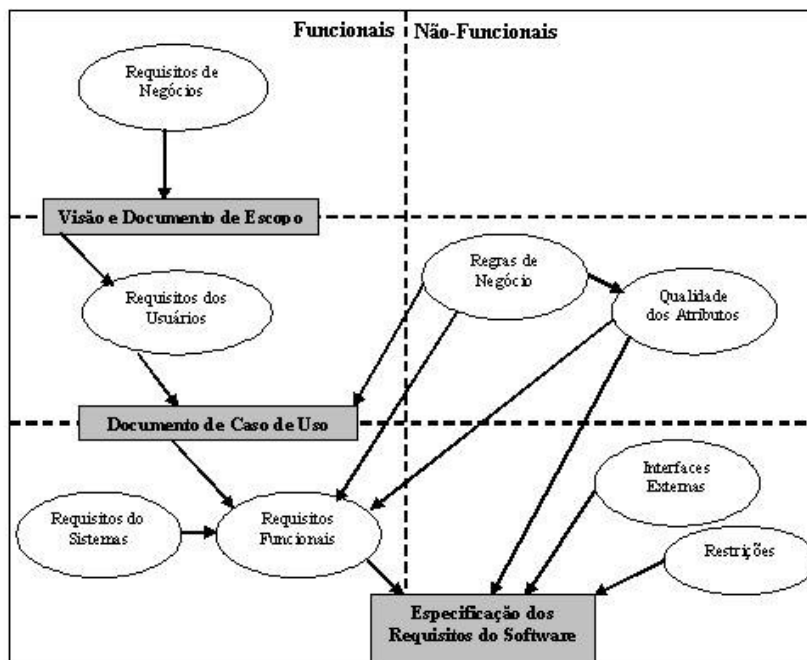 Funcionais
Não-Funcionais
Requisitos de
Negócios
Visão e Documento de Escopo
Regras de
Negócio
Requisitos dos
Usuários
Qualidade
dos Atributos
Documento de Caso de Uso
Interfaces
Externas
Requisitos do
Sistemas
Requisitos
Funcionais
Restrições
Especificação dos
Requisitos do Software